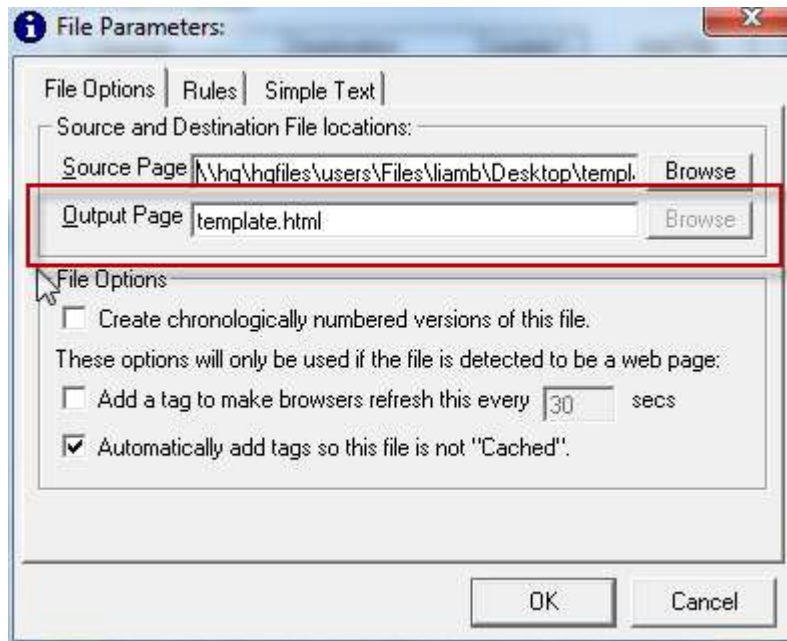 File Parameters:
File Options Rules Simple Text
Source and Destination File locations:
Source Page \\hq\hqfiles\users\Files\liamb\Desktop\templ Browse
Output Page template.html Browse
File Options
Create chronologically numbered versions of this file.
These options will only be used if the file is detected to be a web page:
Add a tag to make browsers refresh this every 30 secs
Automatically add tags so this file is not "Cached".
OK Cancel